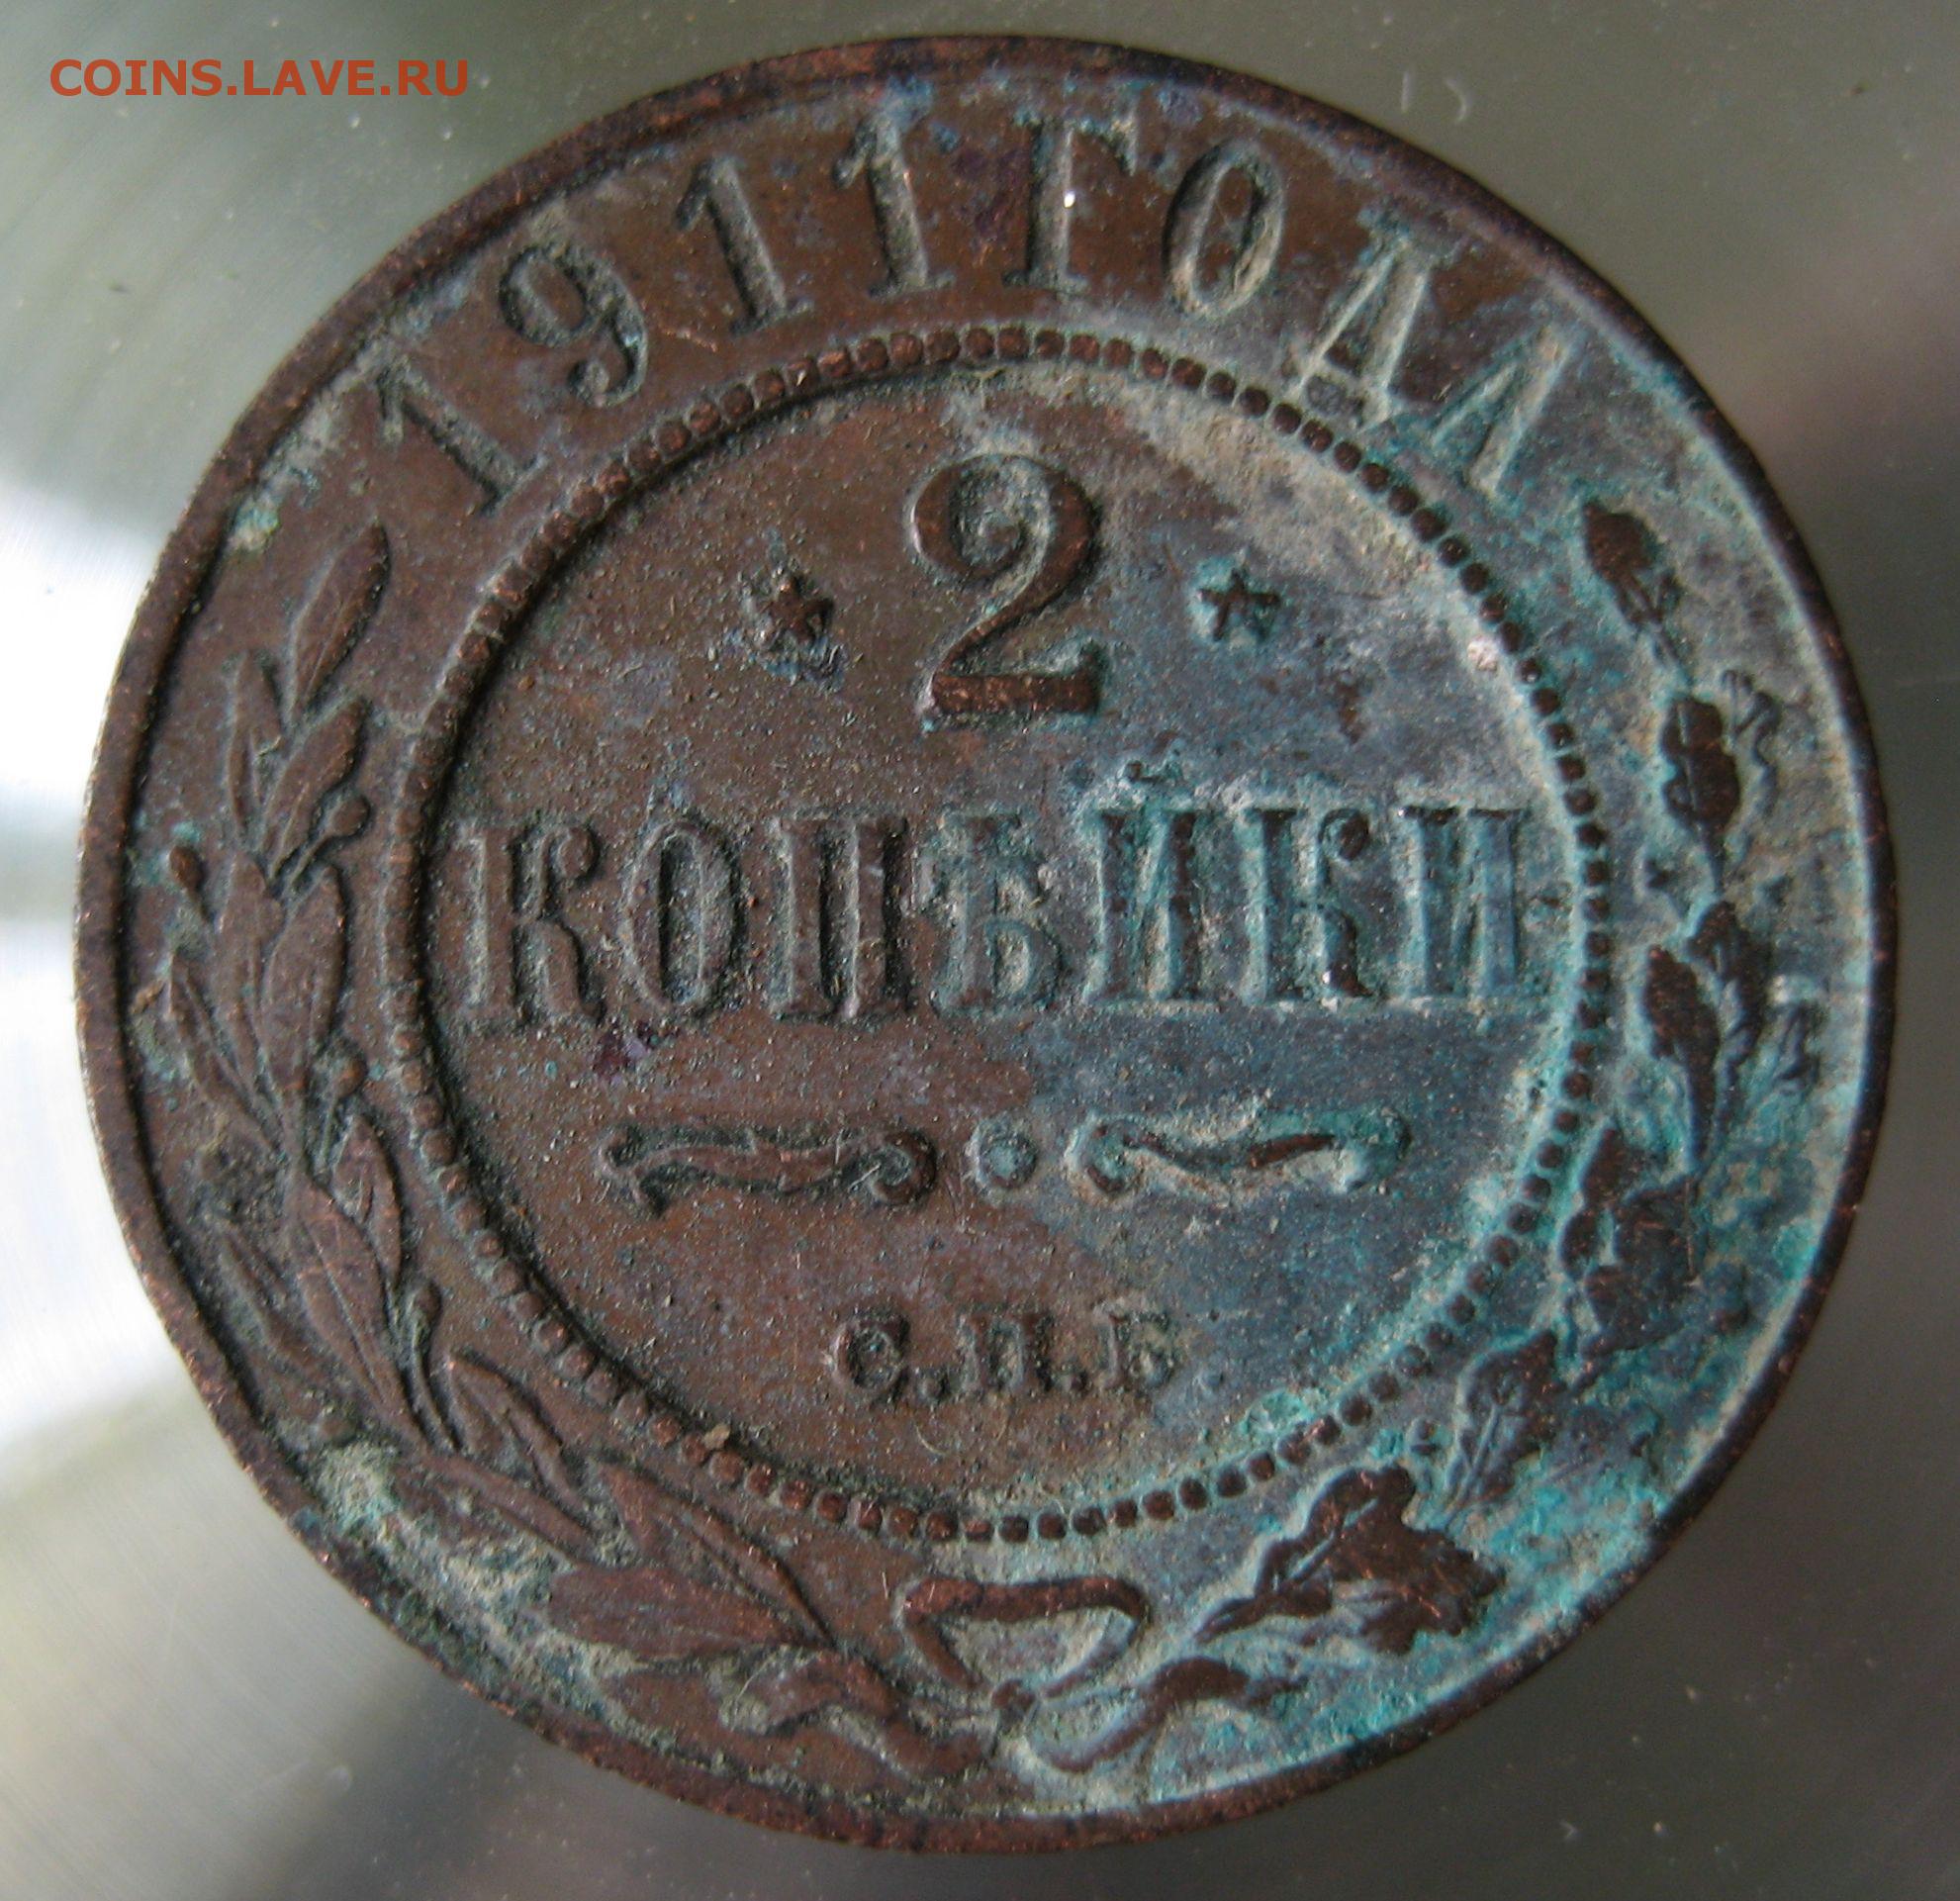 COINS.LAVE.RU
1911 ГОДА
2
КОПѢЙКИ
С.П.Б